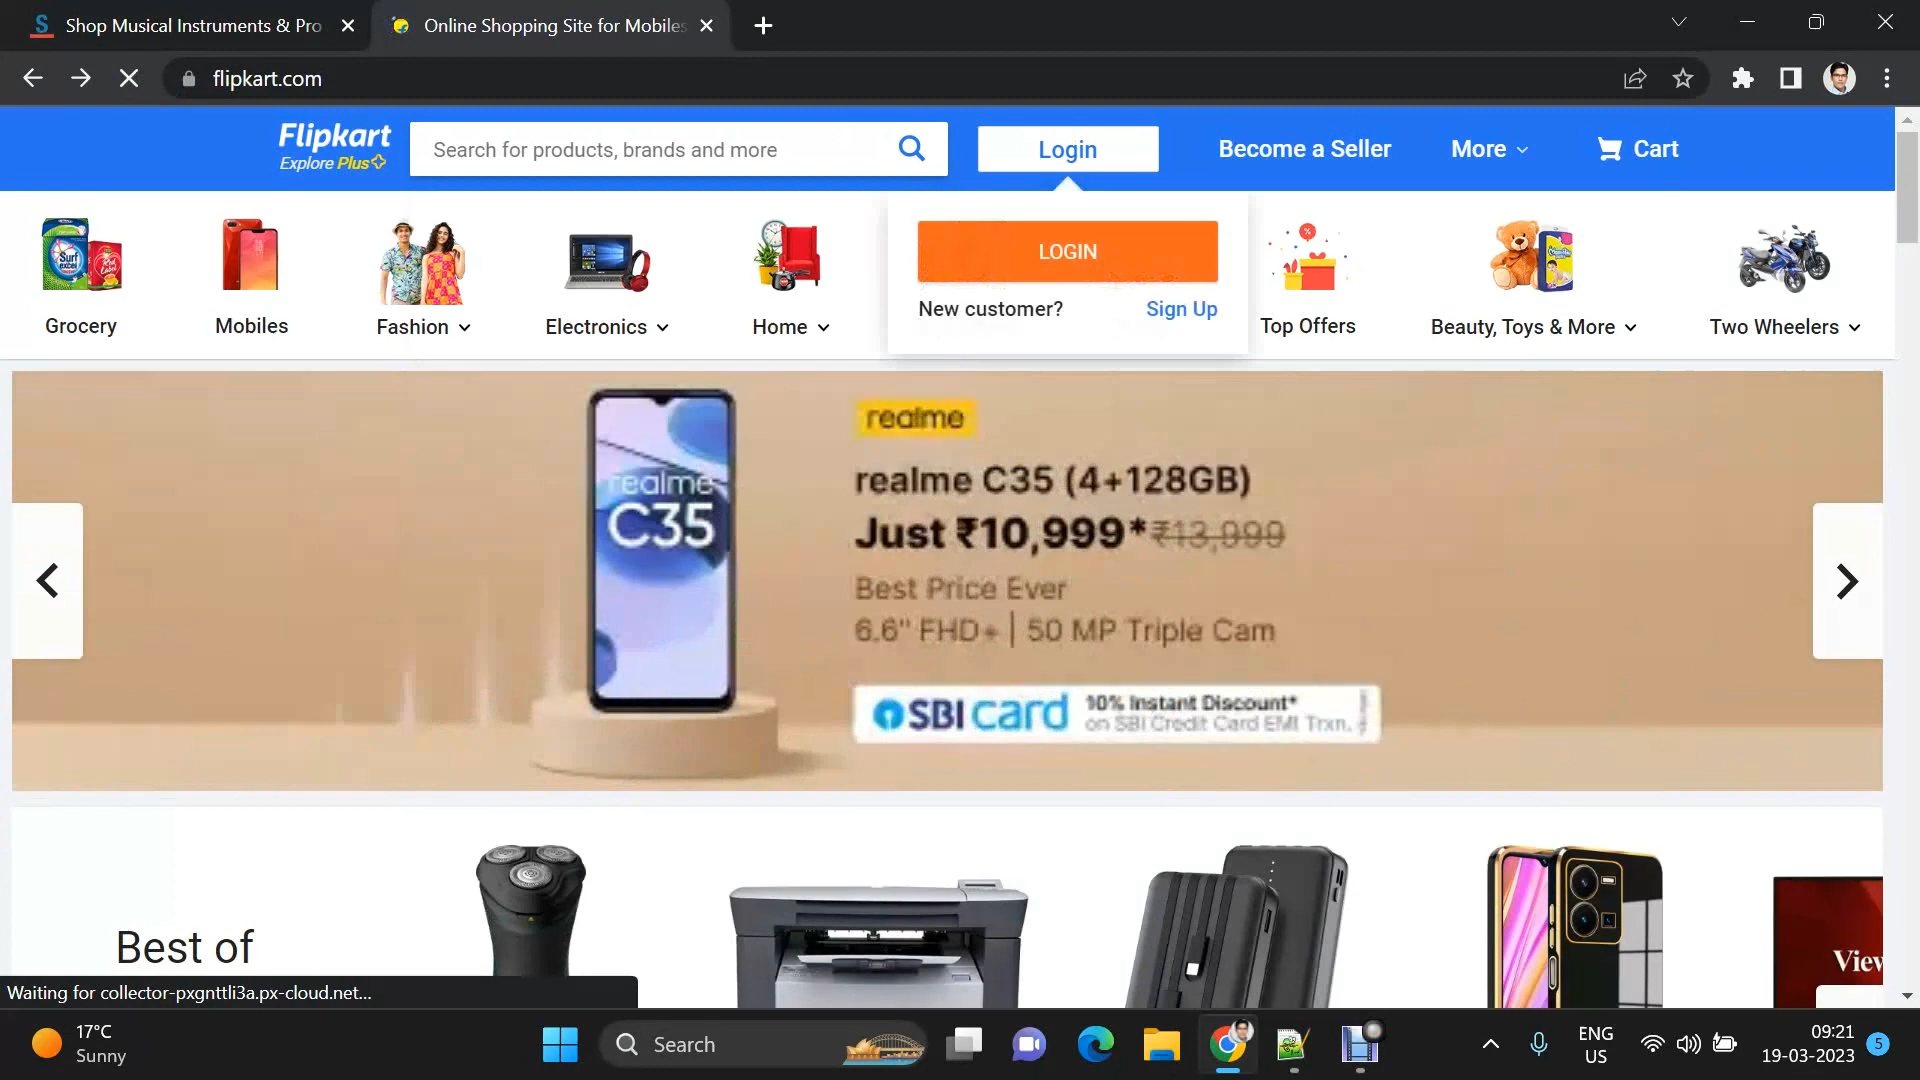 Shop Musical Instruments & Pro
Online Shopping Site for Mobiles
flipkart.com
Flipkart
Explore Plus
Search for products, brands and more
Login
Become a Seller
More
Cart
LOGIN
New customer?
Sign Up
Surf excel
Grocery
Mobiles
Fashion
Electronics
Home
Top Offers
Beauty, Toys & More
Two Wheelers
realme
realme C35 (4+128GB)
Just ₹10,999* ₹13,999
Best Price Ever
6.6" FHD+ | 50 MP Triple Cam
realme
C35
SBI card
10% Instant Discount*
on SBI Credit Card EMI Trxn.
Best of
View
Waiting for collector-pxgnttli3a.px-cloud.net...
17°C
Sunny
Search
ENG
US
09:21
19-03-2023
5